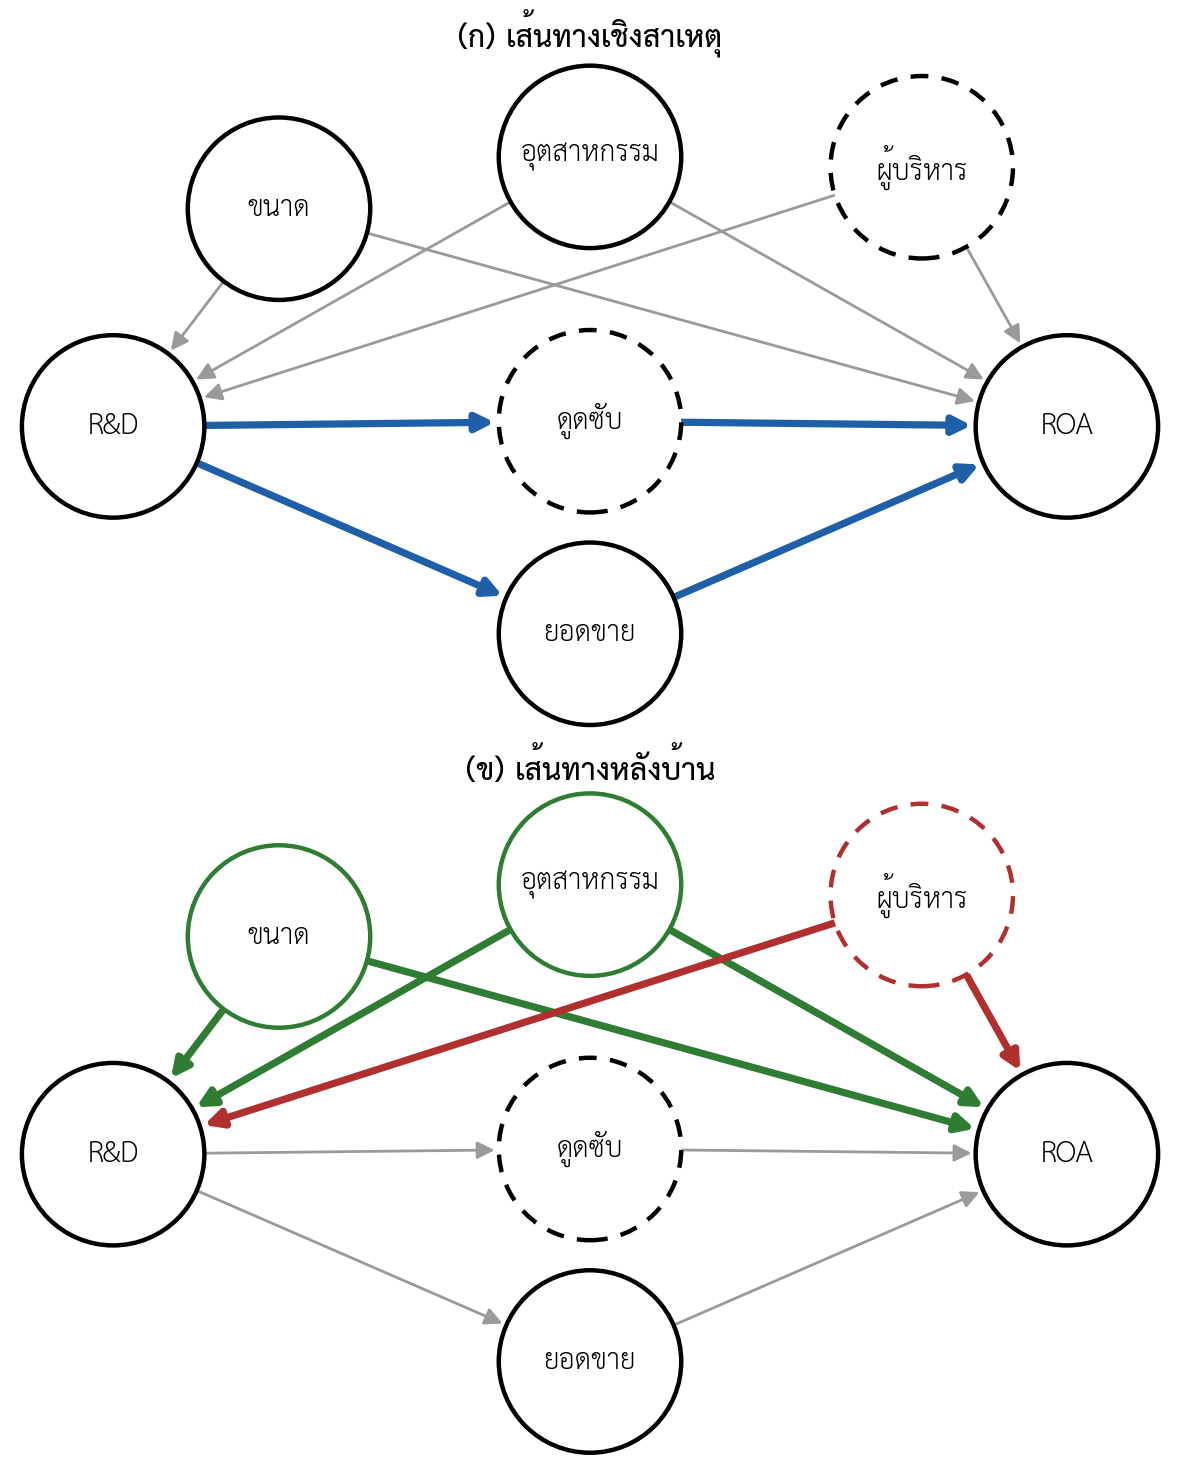 (ก) เส้นทางเชิงสาเหตุ
อุตสาหกรรม
ผู้บริหาร
ขนาด
R&D
ดูดซับ
ROA
ยอดขาย
(ข) เส้นทางหลังบ้าน
อุตสาหกรรม
ผู้บริหาร
ขนาด
R&D
ดูดซับ
ROA
ยอดขาย